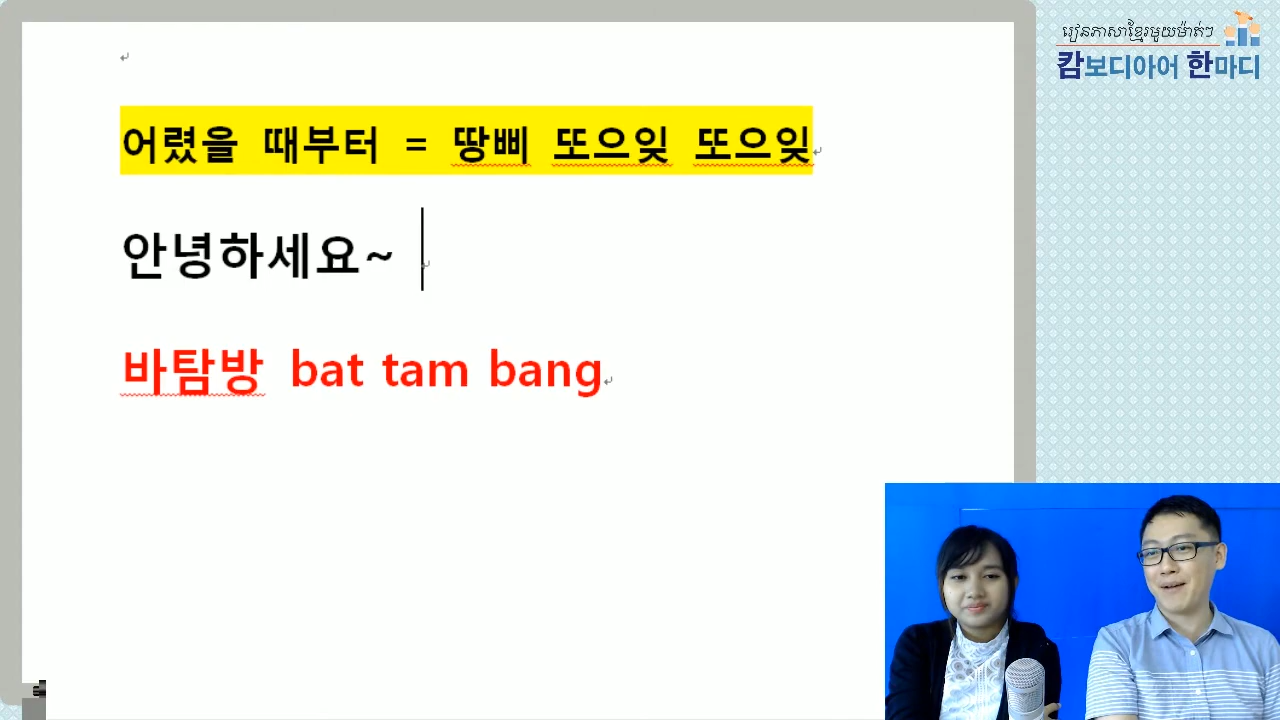 រៀនភាសាខ្មែរមួយម៉ាត់ៗ
캄보디아어 한마디
어렸을 때부터 = 땅삐 또으잊 또으잊
안녕하세요~
바탐방 bat tam bang